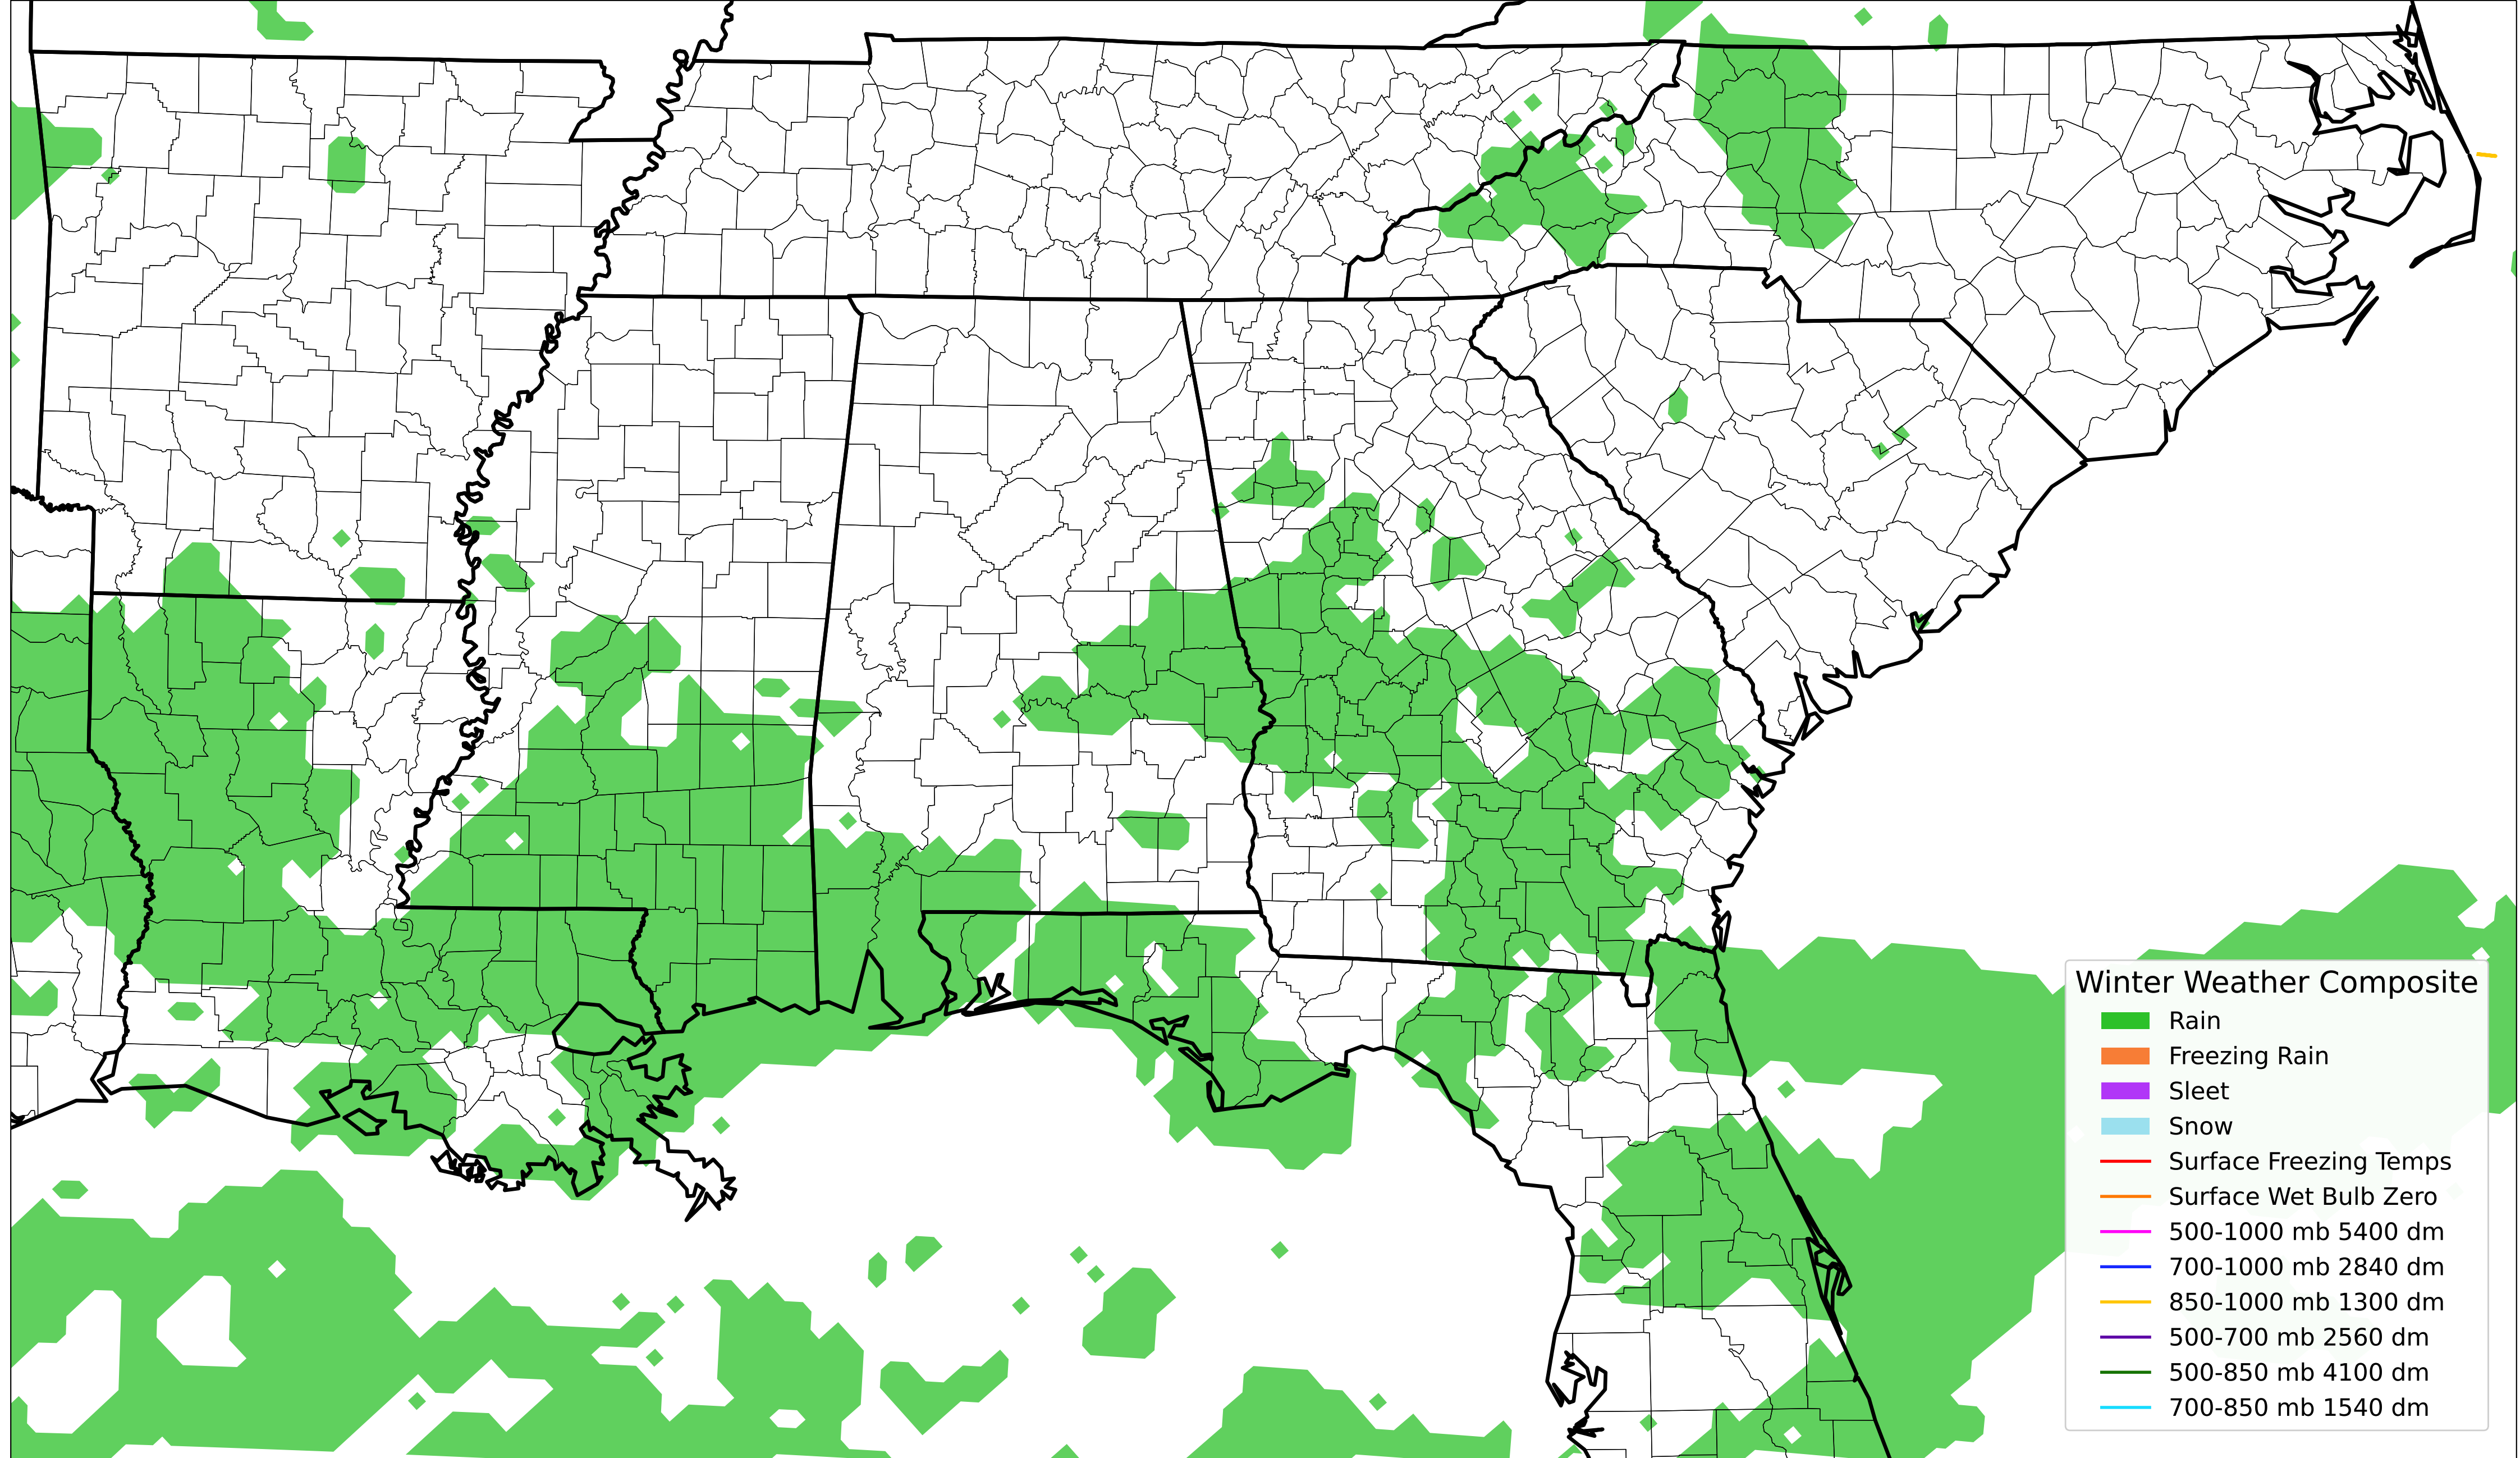 Winter Weather Composite
Rain
Freezing Rain
Sleet
Snow
Surface Freezing Temps
Surface Wet Bulb Zero
500-1000 mb 5400 dm
700-1000 mb 2840 dm
850-1000 mb 1300 dm
500-700 mb 2560 dm
500-850 mb 4100 dm
700-850 mb 1540 dm